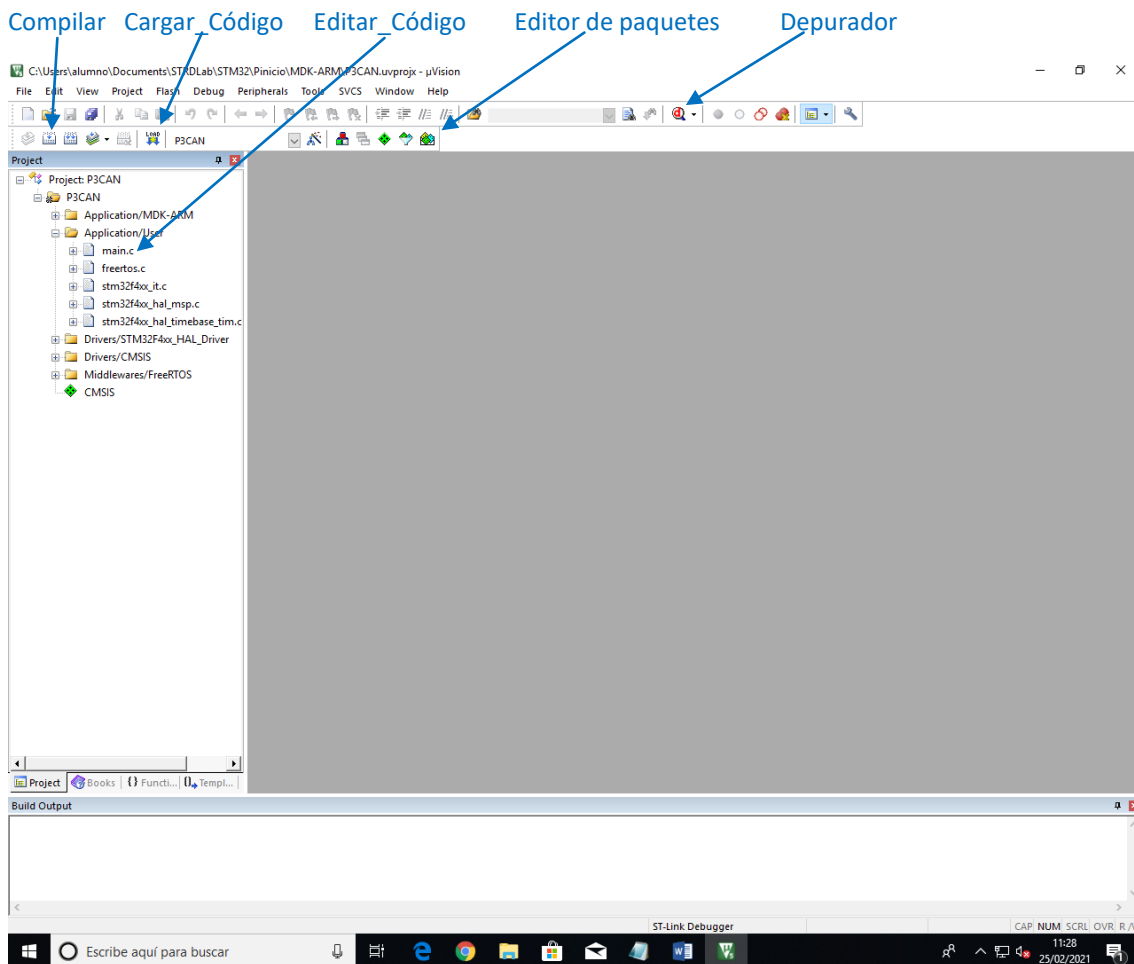 Compilar Cargar_Código Editar_Código Editor de paquetes Depurador
C:\Users\alumno\Documents\STRDLab\STM32\Pinicio\MDK-ARM\P3CAN.uvprojx - µVision
File Edit View Project Flash Debug Peripherals Tools SVCS Window Help
LOAD P3CAN
Project
Project: P3CAN
P3CAN
Application/MDK-ARM
Application/User
main.c
freertos.c
stm32f4xx_it.c
stm32f4xx_hal_msp.c
stm32f4xx_hal_timebase_tim.c
Drivers/STM32F4xx_HAL_Driver
Drivers/CMSIS
Middlewares/FreeRTOS
CMSIS
Project Books {} Functi... Templ...
Build Output
ST-Link Debugger CAP NUM SCRL OVR R
Escribe aquí para buscar
11:28
25/02/2021
1